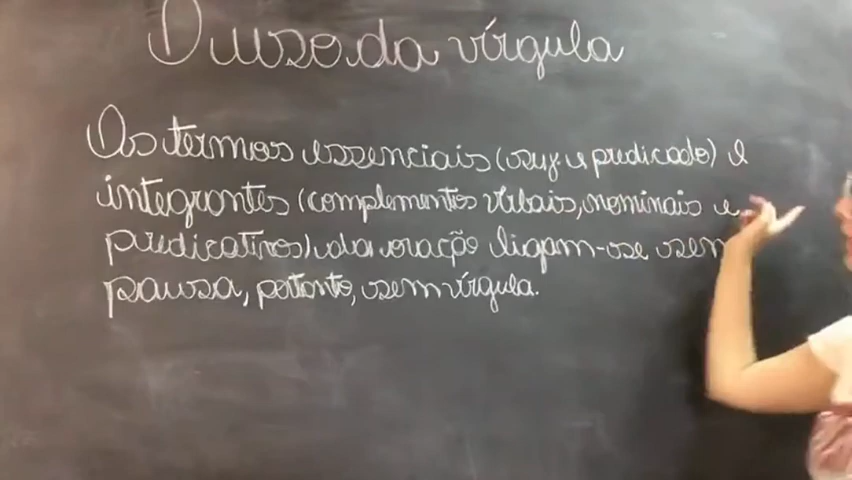 O uso da vírgula
Os termos essenciais (suj. e predicado) e
integrantes (complementos verbais, nominais e
predicativos) da oração ligam-se sem
pausa, portanto, sem vírgula.